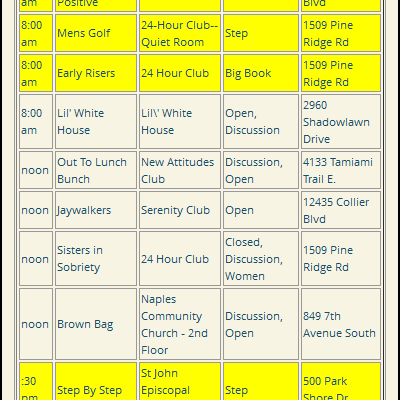 am Positive Blvd
8:00 am Mens Golf 24-Hour Club--Quiet Room Step 1509 Pine Ridge Rd
8:00 am Early Risers 24 Hour Club Big Book 1509 Pine Ridge Rd
8:00 am Lil' White House Lil\' White House Open, Discussion 2960 Shadowlawn Drive
noon Out To Lunch Bunch New Attitudes Club Discussion, Open 4133 Tamiami Trail E.
noon Jaywalkers Serenity Club Open 12435 Collier Blvd
noon Sisters in Sobriety 24 Hour Club Closed, Discussion, Women 1509 Pine Ridge Rd
noon Brown Bag Naples Community Church - 2nd Floor Discussion, Open 849 7th Avenue South
:30 pm Step By Step St John Episcopal Step 500 Park Shore Dr